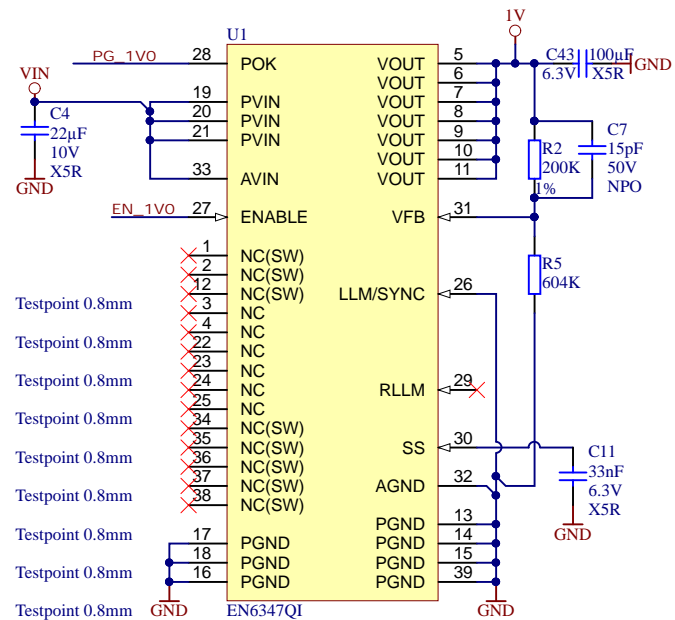 U1
1V
PG_1V0
28
POK
VOUT
5
C43
100µF
GND
VOUT
6
6.3V
X5R
VIN
19
PVIN
VOUT
7
C4
20
PVIN
VOUT
8
22µF
21
PVIN
VOUT
9
10V
X5R
GND
VOUT
10
33
AVIN
VOUT
11
R2
200K
1%
C7
15pF
50V
NPO
EN_1V0
27
ENABLE
VFB
31
1
NC(SW)
2
NC(SW)
12
NC(SW)
LLM/SYNC
26
R5
604K
Testpoint 0.8mm
3
NC
Testpoint 0.8mm
4
NC
22
NC
Testpoint 0.8mm
23
NC
24
NC
RLLM
29
Testpoint 0.8mm
25
NC
34
NC(SW)
Testpoint 0.8mm
35
NC(SW)
SS
30
C11
33nF
6.3V
X5R
GND
36
NC(SW)
Testpoint 0.8mm
37
NC(SW)
AGND
32
38
NC(SW)
Testpoint 0.8mm
PGND
13
17
PGND
PGND
14
Testpoint 0.8mm
18
PGND
PGND
15
16
PGND
PGND
39
Testpoint 0.8mm
GND
EN6347QI
GND